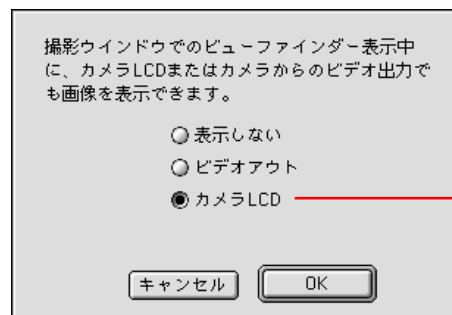 撮影ウインドウでのビューファインダー表示中
に、カメラLCDまたはカメラからのビデオ出力で
も画像を表示できます。
表示しない
ビデオアウト
カメラLCD
キャンセル OK